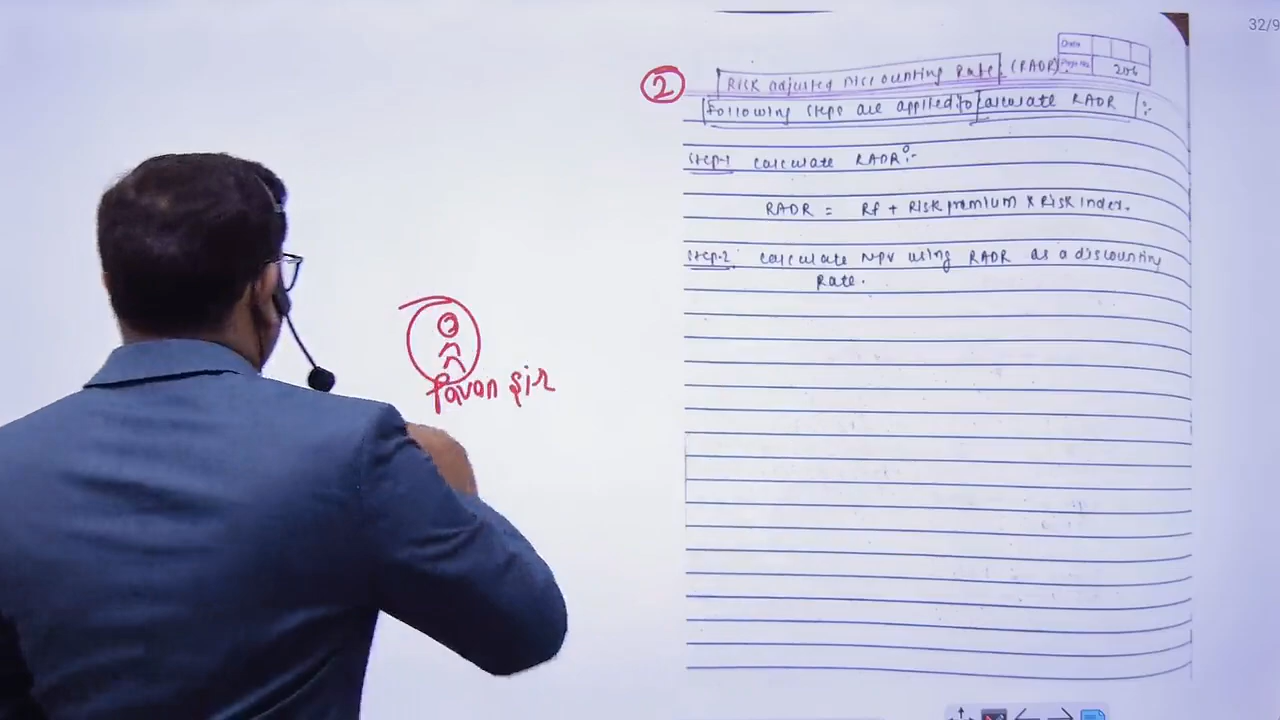 32/9
Date
Page No. 206
2 Risk adjusted Discounting Rate. (RADR).
Following steps are applied to calculate RADR :-
Step-1 calculate RADR :-
RADR = Rf + Risk premium x Risk index.
Step-2 calculate NPV using RADR as a discounting
Rate.
Pavan Sir